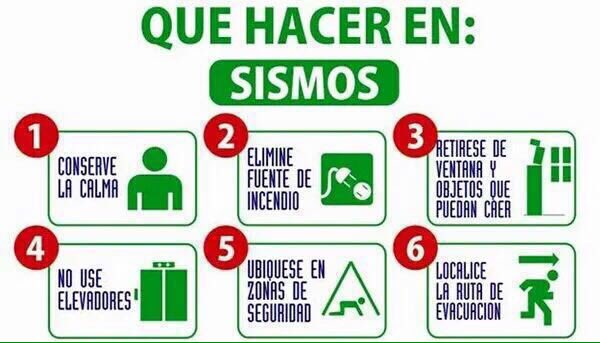 QUE HACER EN:
SISMOS
1
CONSERVE
LA CALMA
2
ELIMINE
FUENTE DE
INCENDIO
3
RETIRESE DE
VENTANA Y
OBJETOS QUE
PUEDAN CAER
4
NO USE
ELEVADORES
5
UBIQUESE EN
ZONAS DE
SEGURIDAD
6
LOCALICE
LA RUTA DE
EVACUACION